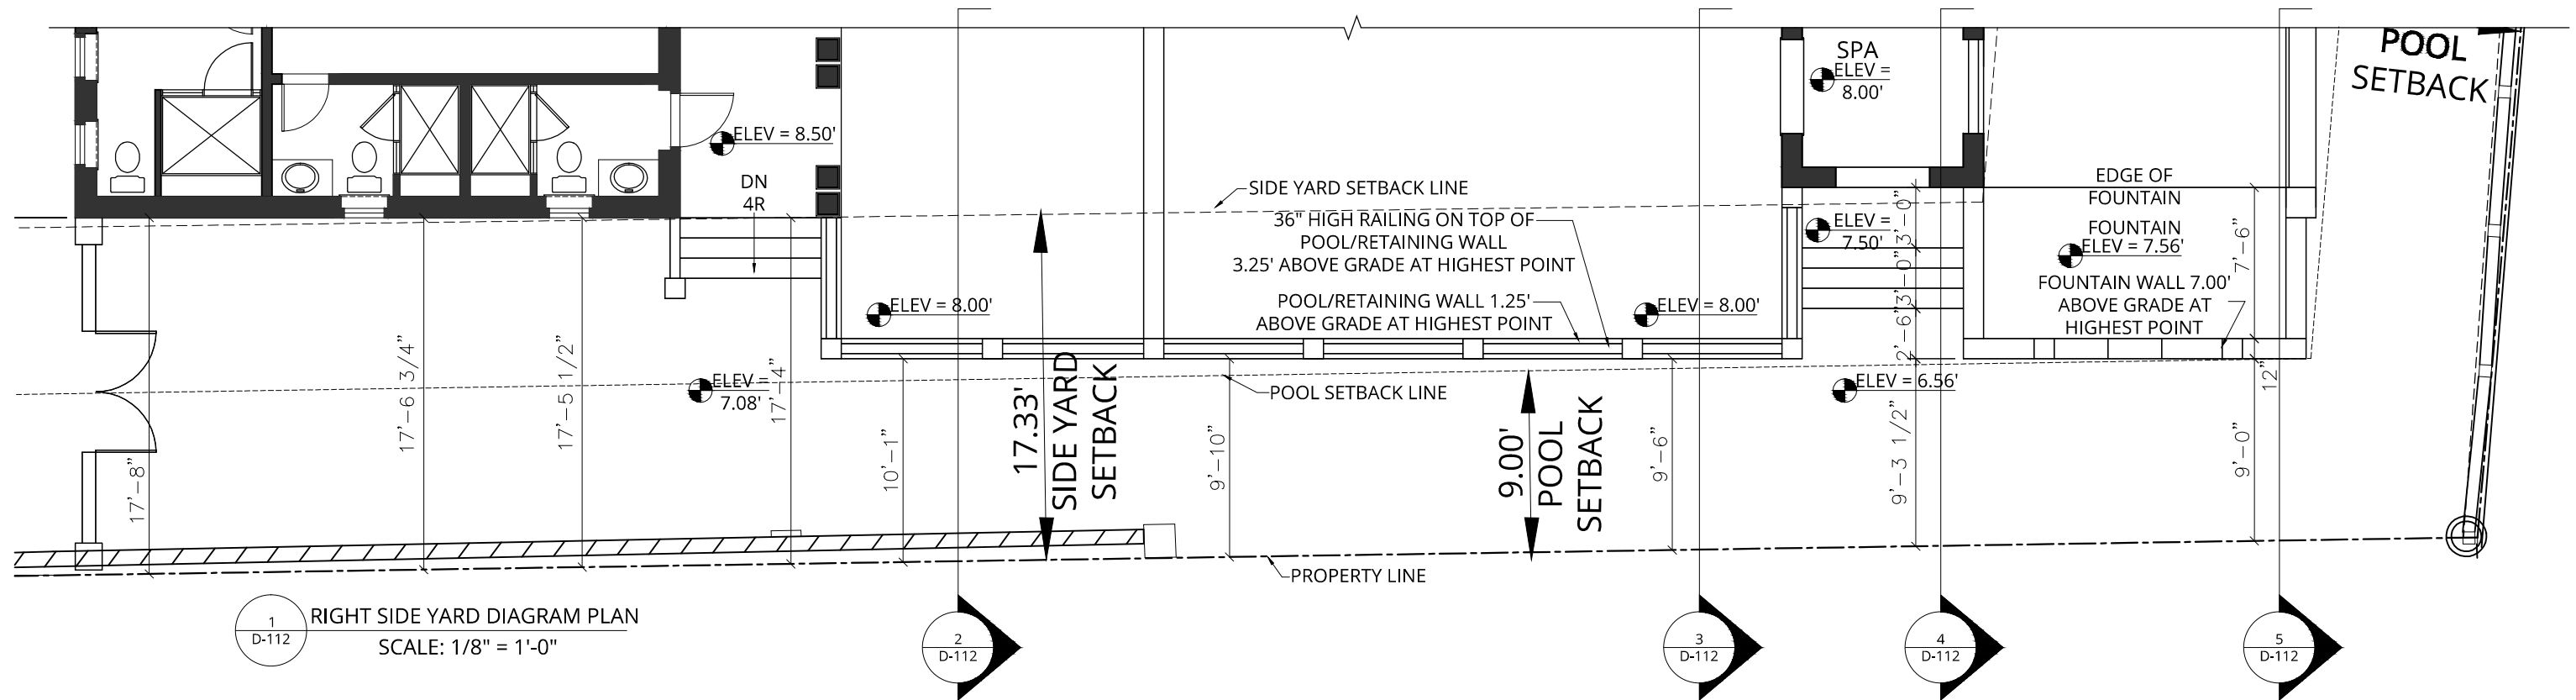 POOL
SETBACK
SPA
ELEV =
8.00'
ELEV = 8.50'
DN
4R
SIDE YARD SETBACK LINE
36" HIGH RAILING ON TOP OF
POOL/RETAINING WALL
3.25' ABOVE GRADE AT HIGHEST POINT
POOL/RETAINING WALL 1.25'
ABOVE GRADE AT HIGHEST POINT
ELEV = 8.00'
ELEV = 8.00'
ELEV =
7.50'
3'-0"
3'-0"
2'-6"
EDGE OF
FOUNTAIN
FOUNTAIN
ELEV = 7.56'
FOUNTAIN WALL 7.00'
ABOVE GRADE AT
HIGHEST POINT
7'-6"
12"
ELEV =
7.08'
17'-8"
17'-6 3/4"
17'-5 1/2"
17'-4"
10'-1"
17.33'
SIDE YARD
SETBACK
9'-10"
POOL SETBACK LINE
9.00'
POOL
SETBACK
9'-6"
ELEV = 6.56'
9'-3 1/2"
9'-0"
PROPERTY LINE
1
D-112
RIGHT SIDE YARD DIAGRAM PLAN
SCALE: 1/8" = 1'-0"
2
D-112
3
D-112
4
D-112
5
D-112